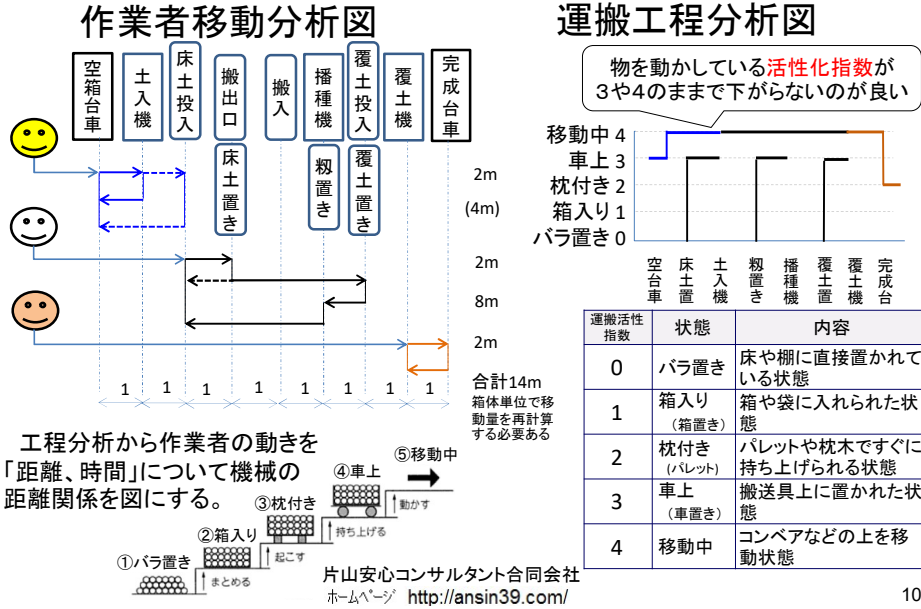 作業者移動分析図
空箱台車
土入機
床土投入
搬出口
搬入
播種機
覆土投入
覆土機
完成台車
床土置き
籾置き
覆土置き
2m
(4m)
2m
8m
2m
1 1 1 1 1 1 1 1
合計14m
箱体単位で移
動量を再計算
する必要ある
工程分析から作業者の動きを
「距離、時間」について機械の
距離関係を図にする。
①バラ置き
②箱入り
③枕付き
④車上
⑤移動中
まとめる
起こす
持ち上げる
動かす
運搬工程分析図
物を動かしている活性化指数が
3や4のままで下がらないのが良い
移動中 4
車上 3
枕付き 2
箱入り 1
バラ置き 0
空台車
床土置
土入機
籾置き
播種機
覆土置
覆土機
完成台
運搬活性
指数
状態
内容
0
バラ置き
床や棚に直接置かれて
いる状態
1
箱入り
(箱置き)
箱や袋に入れられた状
態
2
枕付き
(パレット)
パレットや枕木ですぐに
持ち上げられる状態
3
車上
(車置き)
搬送具上に置かれた状
態
4
移動中
コンベアなどの上を移
動状態
片山安心コンサルタント合同会社
ホームページ http://ansin39.com/
10